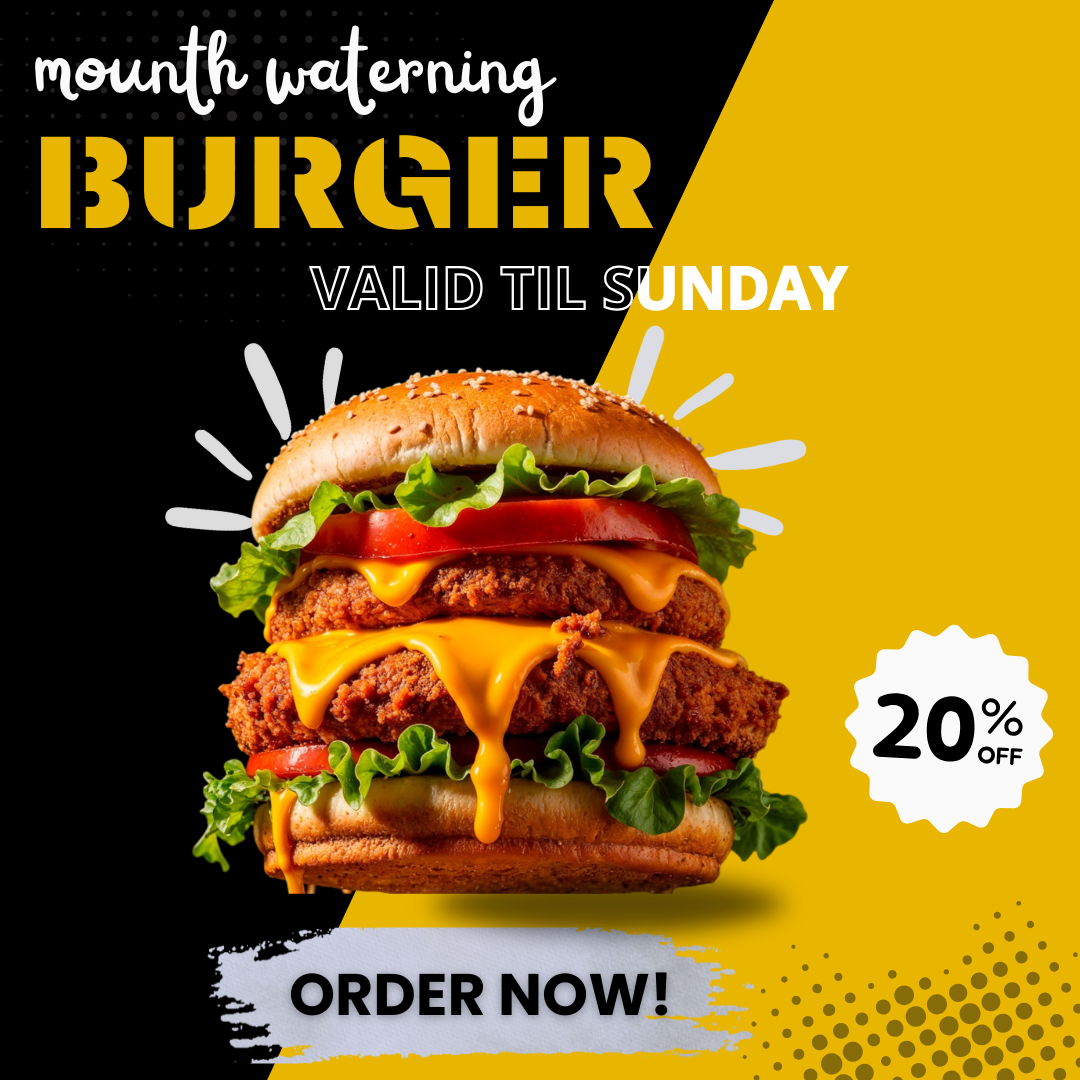 mounth waterning
BURGER
VALID TIL SUNDAY
20%
OFF
ORDER NOW!